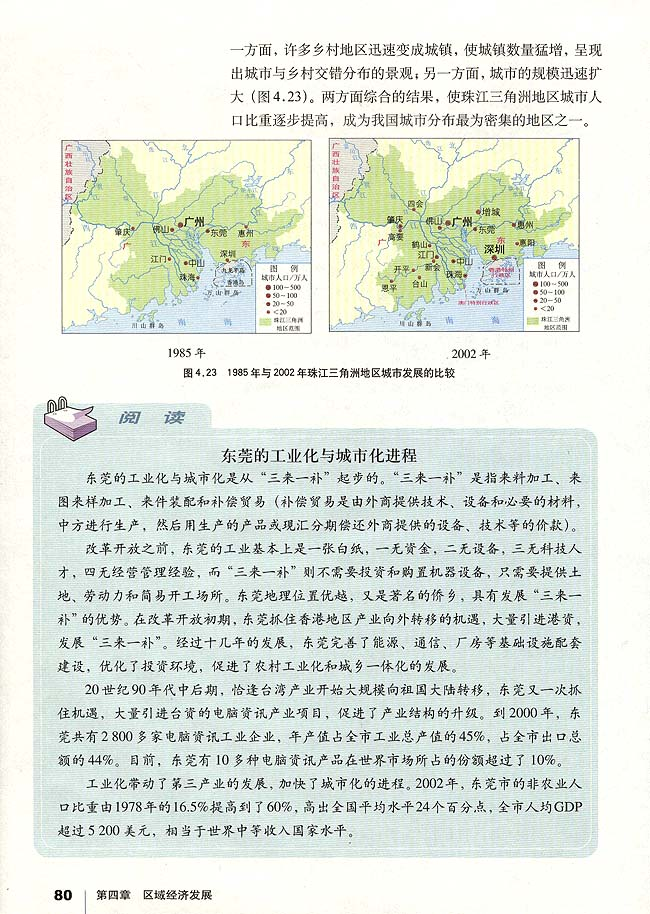 一方面，许多乡村地区迅速变成城镇，使城镇数量猛增，呈现
出城市与乡村交错分布的景观；另一方面，城市的规模迅速扩
大（图4.23）。两方面综合的结果，使珠江三角洲地区城市人
口比重逐步提高，成为我国城市分布最为密集的地区之一。
广西壮族自治区
广州
佛山
肇庆
东莞
惠州
广
东
江门
中山
深圳
珠海
九龙半岛
香港岛
万山群岛
川山群岛
南 海
图 例
城市人口/万人
100~500
50~100
20~50
<20
珠江三角洲
地区范围
广西壮族自治区
四会
肇庆
高要
佛山
广州
增城
东莞
惠州
惠阳
广
东
鹤山
江门
新会
中山
深圳
开平
恩平
台山
珠海
香港特别
行政区
澳门特别行政区
万山群岛
川山群岛
南 海
图 例
城市人口/万人
100~500
50~100
20~50
<20
珠江三角洲
地区范围
1985年
2002年
图4.23 1985年与2002年珠江三角洲地区城市发展的比较
阅 读
东莞的工业化与城市化进程
东莞的工业化与城市化是从“三来一补”起步的。“三来一补”是指来料加工、来
图来样加工、来件装配和补偿贸易（补偿贸易是由外商提供技术、设备和必要的材料，
中方进行生产，然后用生产的产品或现汇分期偿还外商提供的设备、技术等的价款）。
改革开放之前，东莞的工业基本上是一张白纸，一无资金，二无设备，三无科技人
才，四无经营管理经验，而“三来一补”则不需要投资和购置机器设备，只需要提供土
地、劳动力和简易开工场所。东莞地理位置优越，又是著名的侨乡，具有发展“三来一
补”的优势。在改革开放初期，东莞抓住香港地区产业向外转移的机遇，大量引进港资，
发展“三来一补”。经过十几年的发展，东莞完善了能源、通信、厂房等基础设施配套
建设，优化了投资环境，促进了农村工业化和城乡一体化的发展。
20世纪90年代中后期，恰逢台湾产业开始大规模向祖国大陆转移，东莞又一次抓
住机遇，大量引进台资的电脑资讯产业项目，促进了产业结构的升级。到2000年，东
莞共有2 800多家电脑资讯工业企业，年产值占全市工业总产值的45%，占全市出口总
额的44%。目前，东莞有10多种电脑资讯产品在世界市场所占的份额超过了10%。
工业化带动了第三产业的发展，加快了城市化的进程。2002年，东莞市的非农业人
口比重由1978年的16.5%提高到了60%，高出全国平均水平24个百分点，全市人均GDP
超过5 200美元，相当于世界中等收入国家水平。
80 第四章 区域经济发展